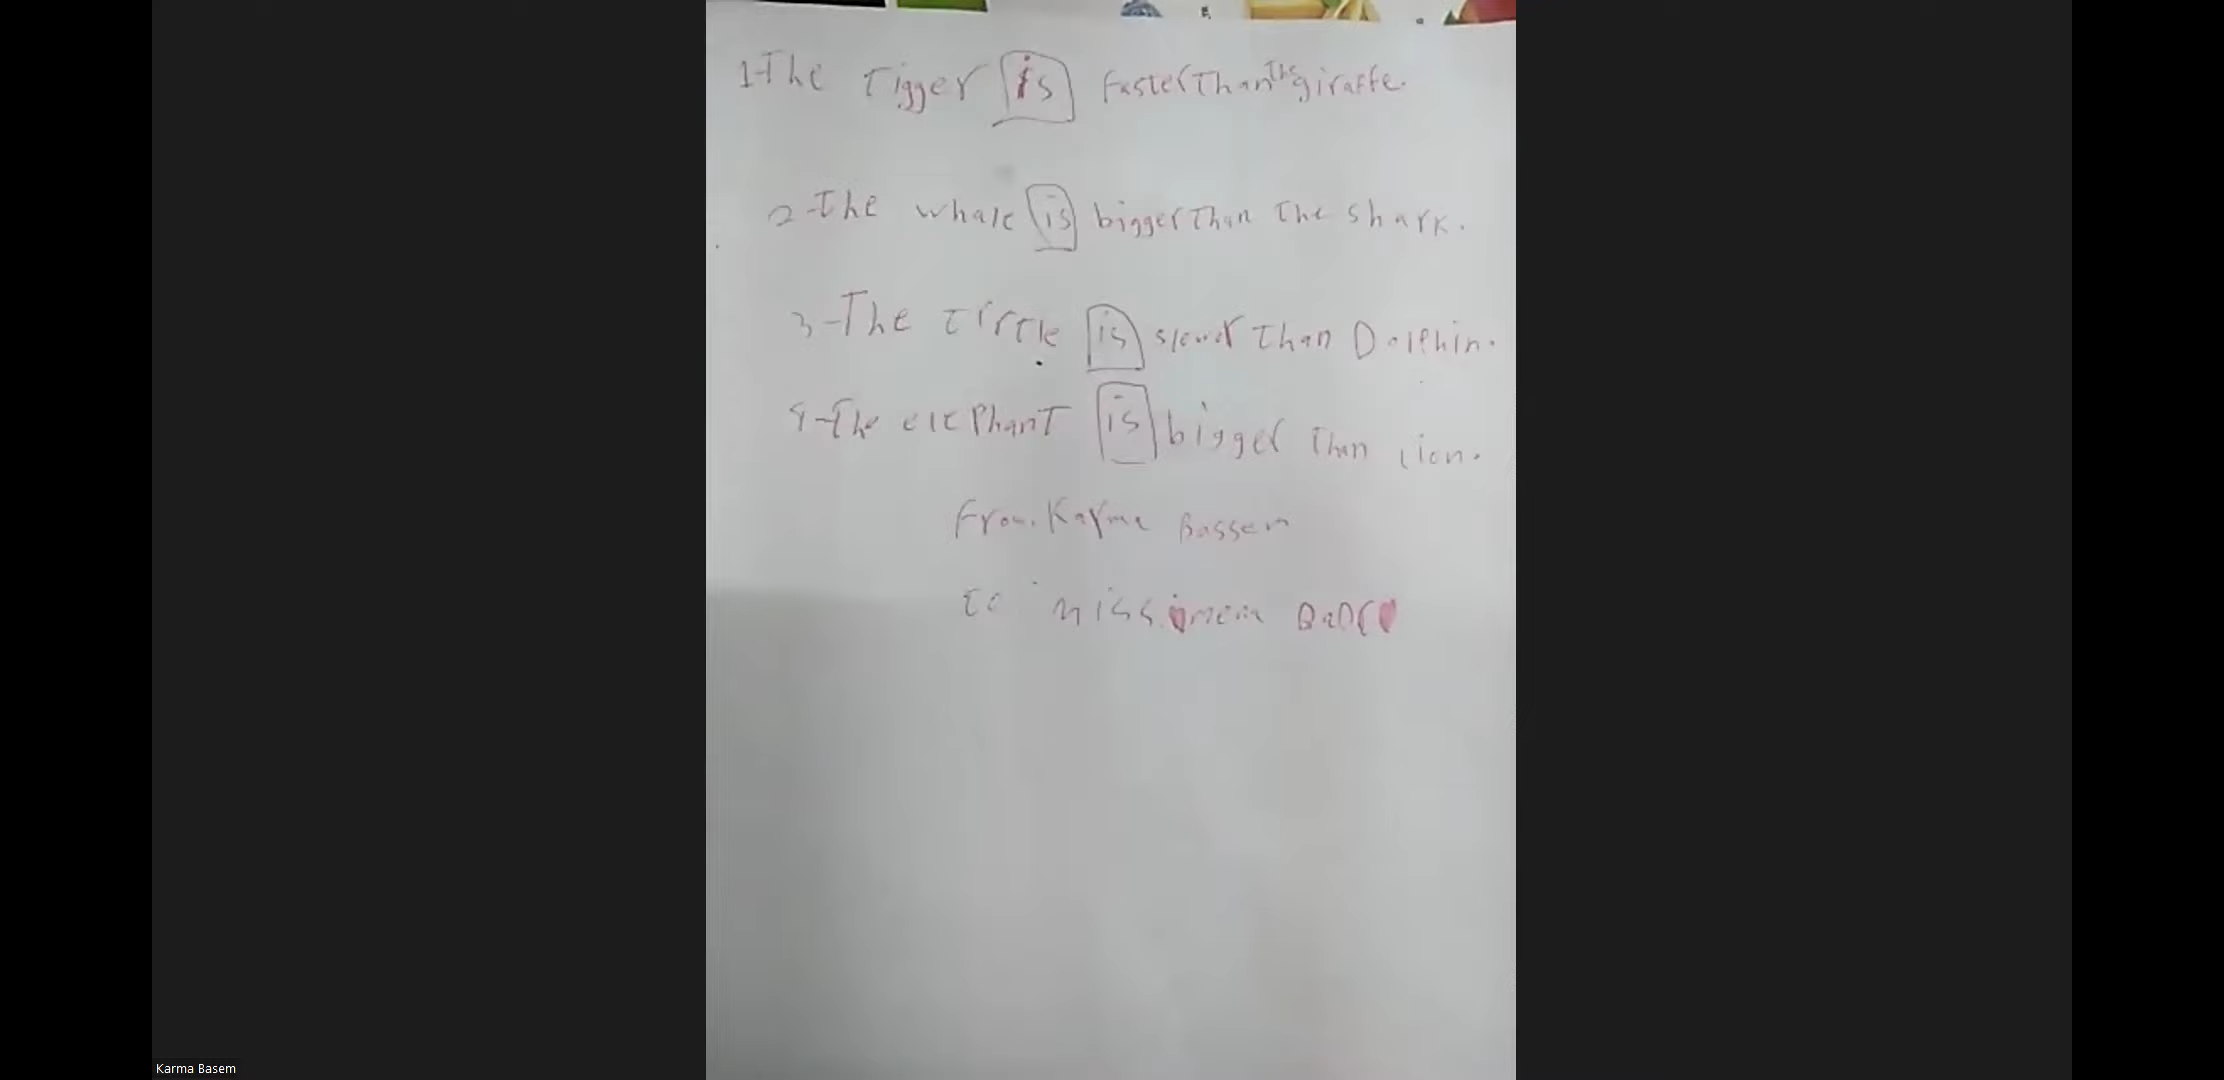 1-The Tigger is faster Than The giraffe.
2-The whale is bigger Than The shark.
3-The tirtle is slower Than Dolphin.
4-The elephant is bigger Than lion.
From Karma Bassem
to miss
Karma Basem